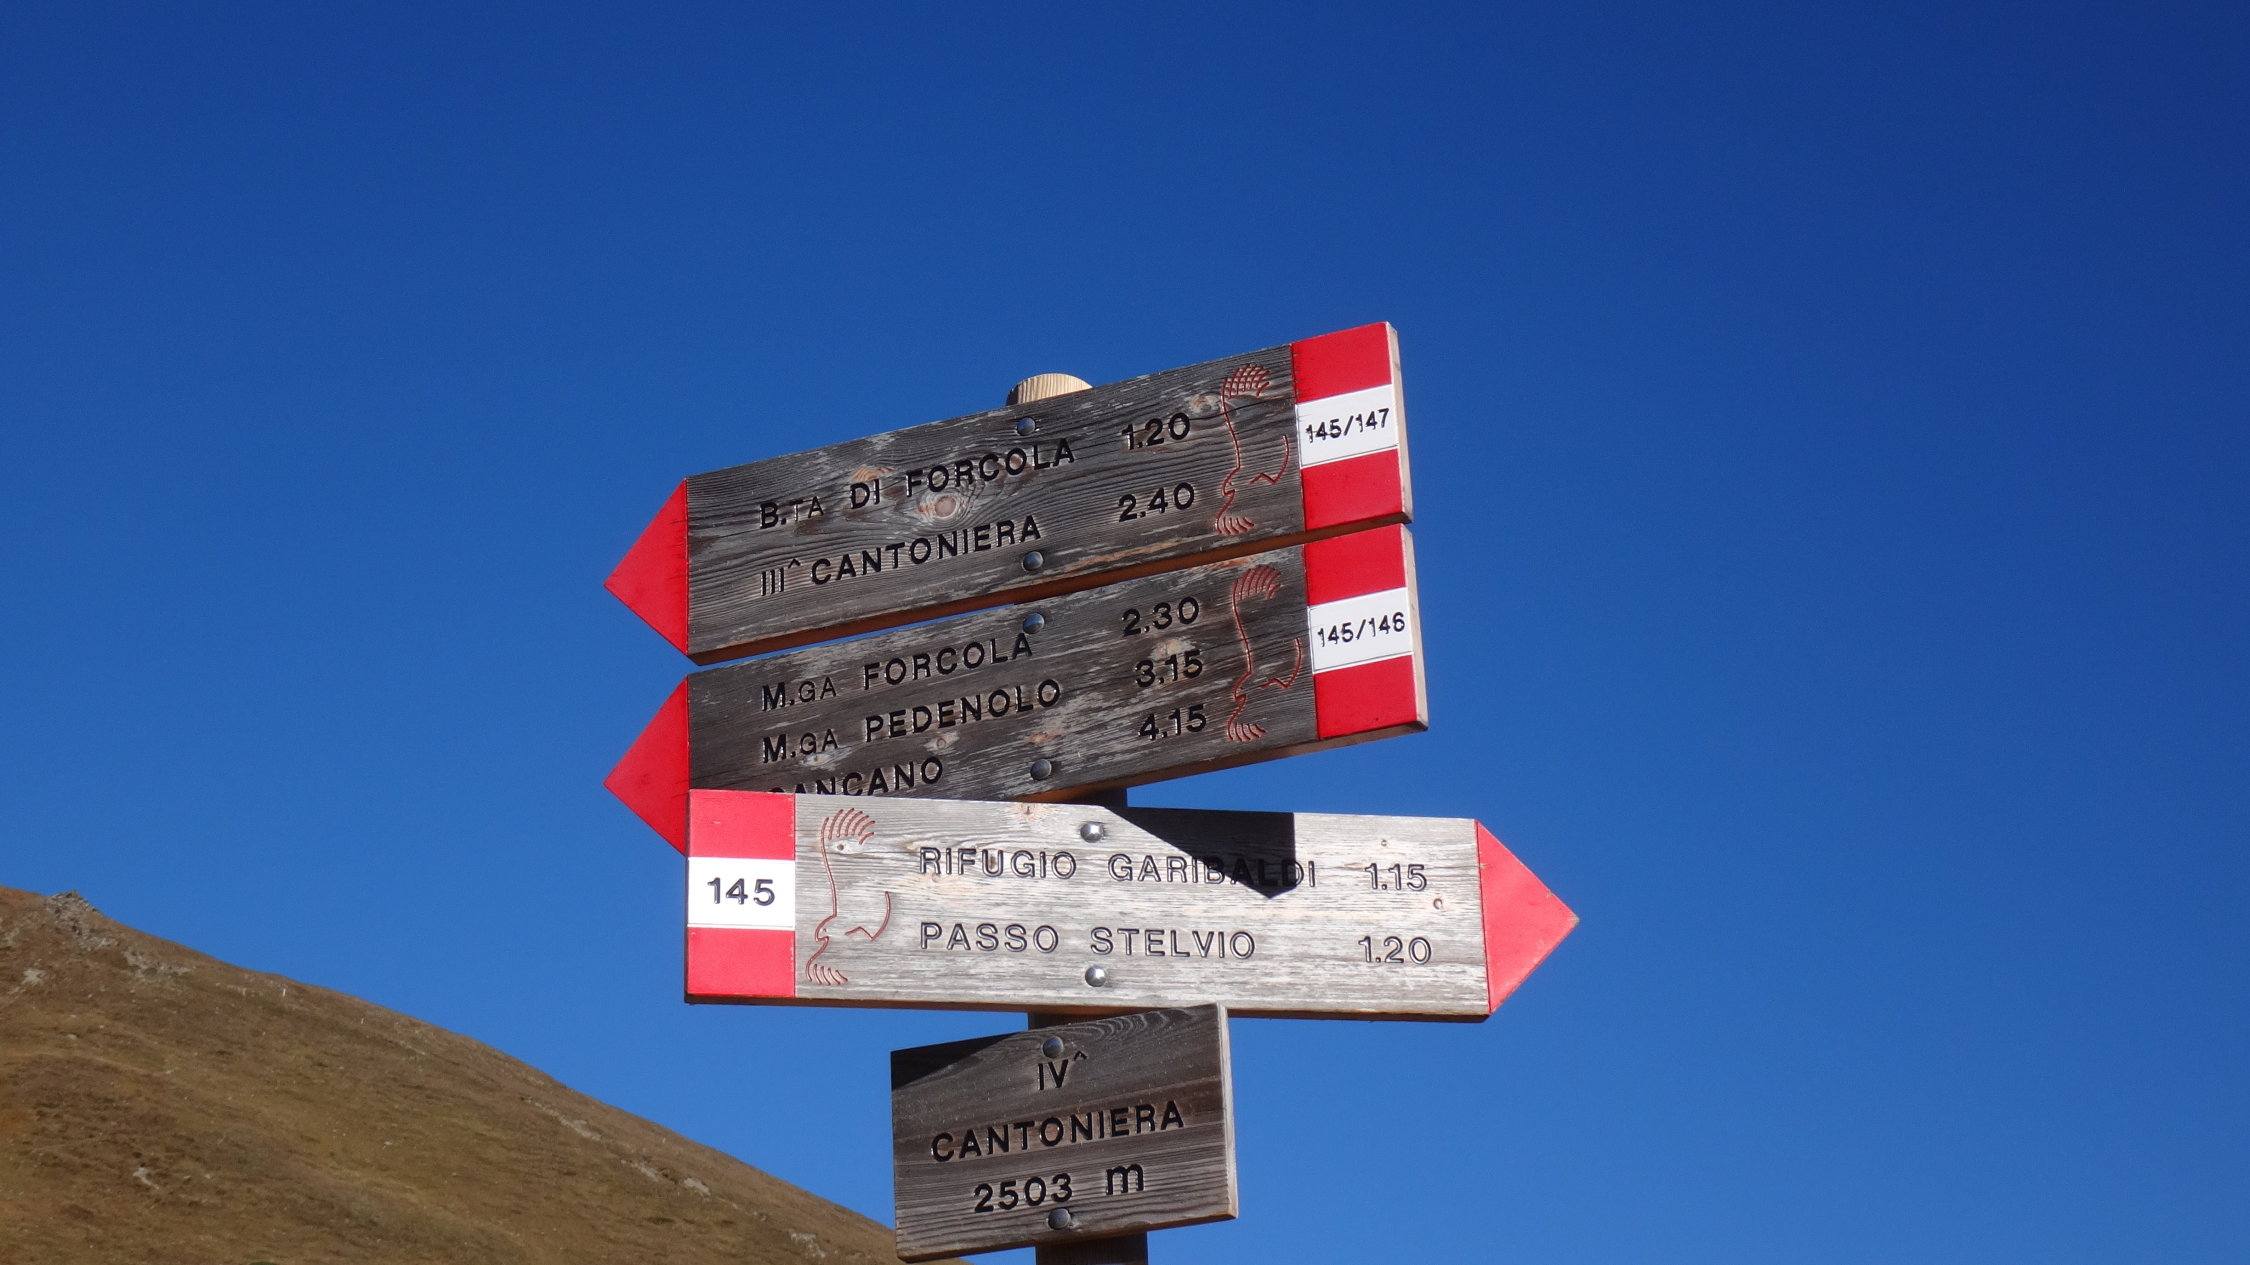 B.TA DI FORCOLA 1.20
III^ CANTONIERA 2.40
145/147
M.GA FORCOLA 2.30
M.GA PEDENOLO 3.15
CANCANO 4.15
145/146
145
RIFUGIO GARIBALDI 1.15
PASSO STELVIO 1.20
IV^
CANTONIERA
2503 m